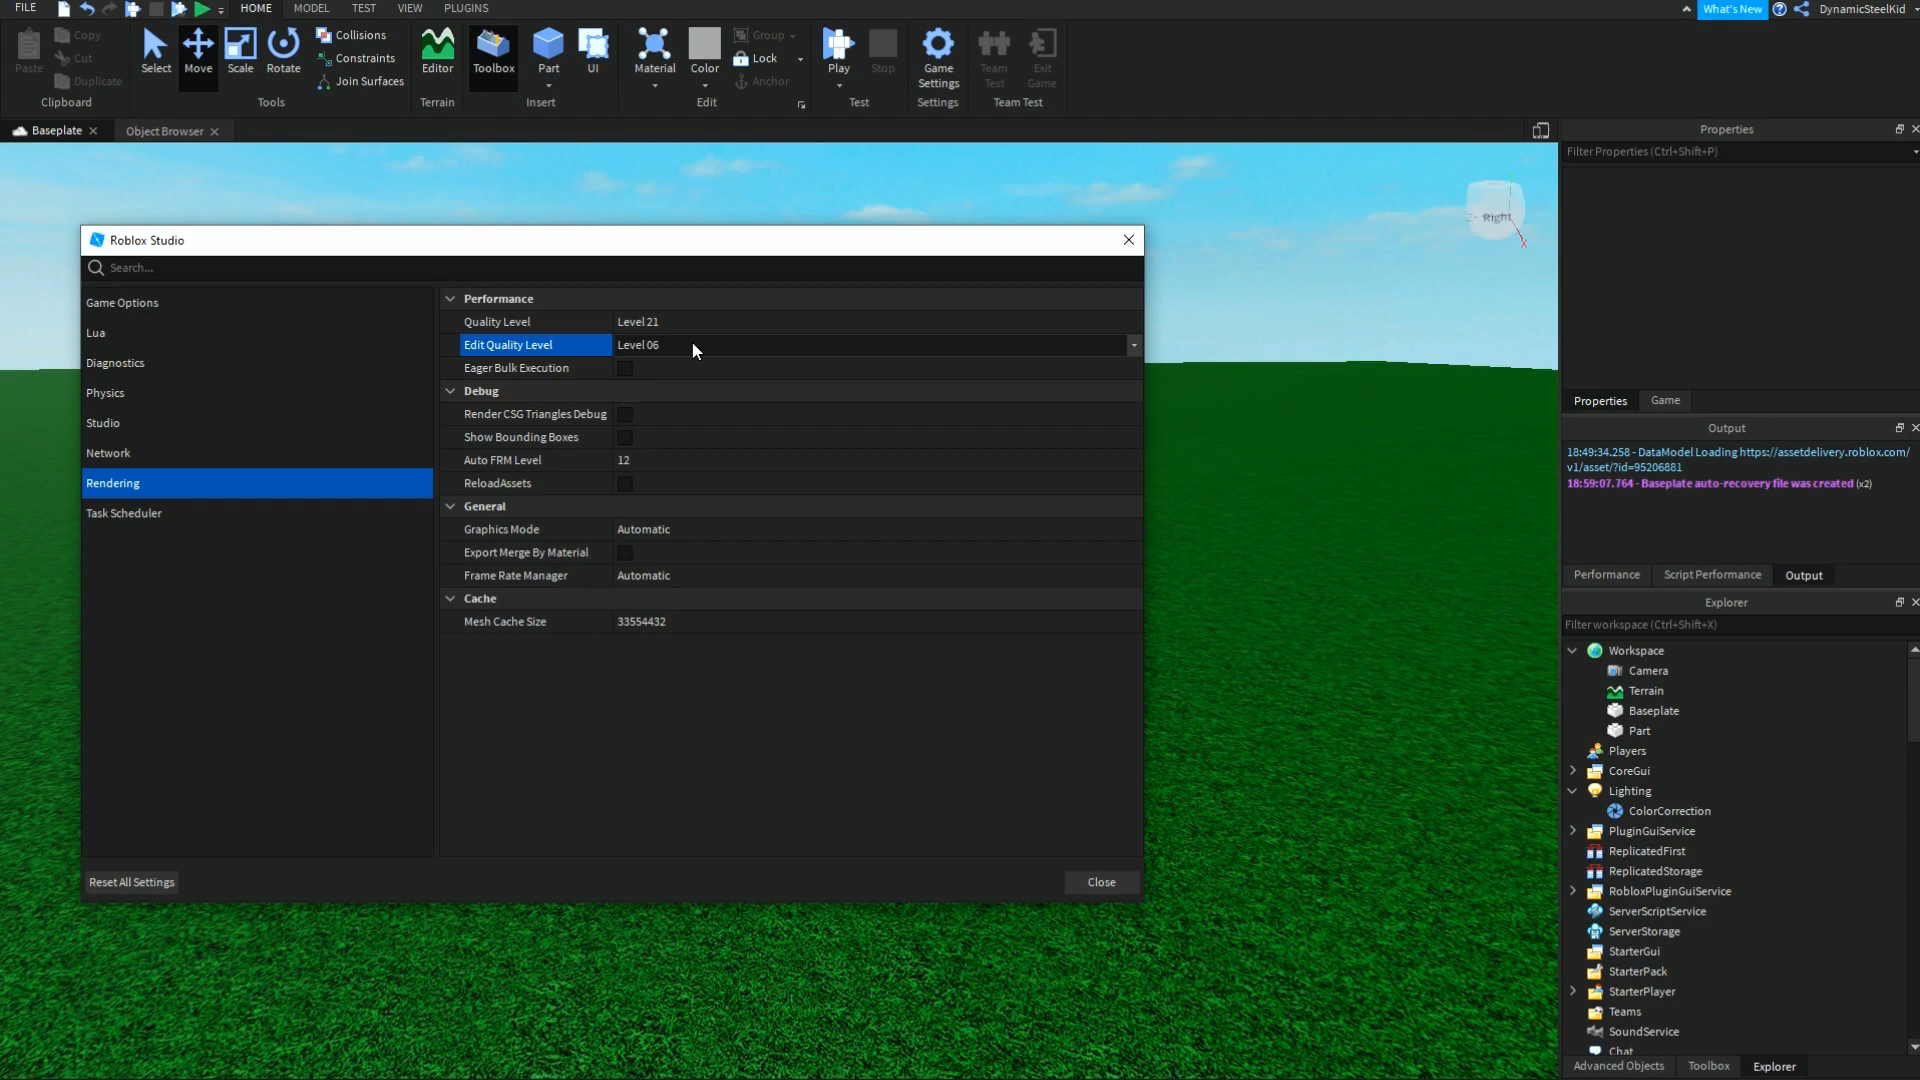 FILE
HOME
MODEL
TEST
VIEW
PLUGINS
What's New
DynamicSteelKid
Paste
Copy
Cut
Duplicate
Clipboard
Select
Move
Scale
Rotate
Collisions
Constraints
Join Surfaces
Tools
Editor
Terrain
Toolbox
Part
UI
Insert
Material
Color
Group
Lock
Anchor
Edit
Play
Stop
Test
Game
Settings
Settings
Team
Test
Exit
Game
Team Test
Baseplate
Object Browser
Right
Z-
X
Roblox Studio
Search...
Game Options
Lua
Diagnostics
Physics
Studio
Network
Rendering
Task Scheduler
Performance
Quality Level Level 21
Edit Quality Level Level 06
Eager Bulk Execution
Debug
Render CSG Triangles Debug
Show Bounding Boxes
Auto FRM Level 12
ReloadAssets
General
Graphics Mode Automatic
Export Merge By Material
Frame Rate Manager Automatic
Cache
Mesh Cache Size 33554432
Reset All Settings
Close
Properties
Filter Properties (Ctrl+Shift+P)
Properties
Game
Output
18:49:34.258 - DataModel Loading https://assetdelivery.roblox.com/
v1/asset/?id=95206881
18:59:07.764 - Baseplate auto-recovery file was created (x2)
Performance
Script Performance
Output
Explorer
Filter workspace (Ctrl+Shift+X)
Workspace
Camera
Terrain
Baseplate
Part
Players
CoreGui
Lighting
ColorCorrection
PluginGuiService
ReplicatedFirst
ReplicatedStorage
RobloxPluginGuiService
ServerScriptService
ServerStorage
StarterGui
StarterPack
StarterPlayer
Teams
SoundService
Chat
Advanced Objects
Toolbox
Explorer